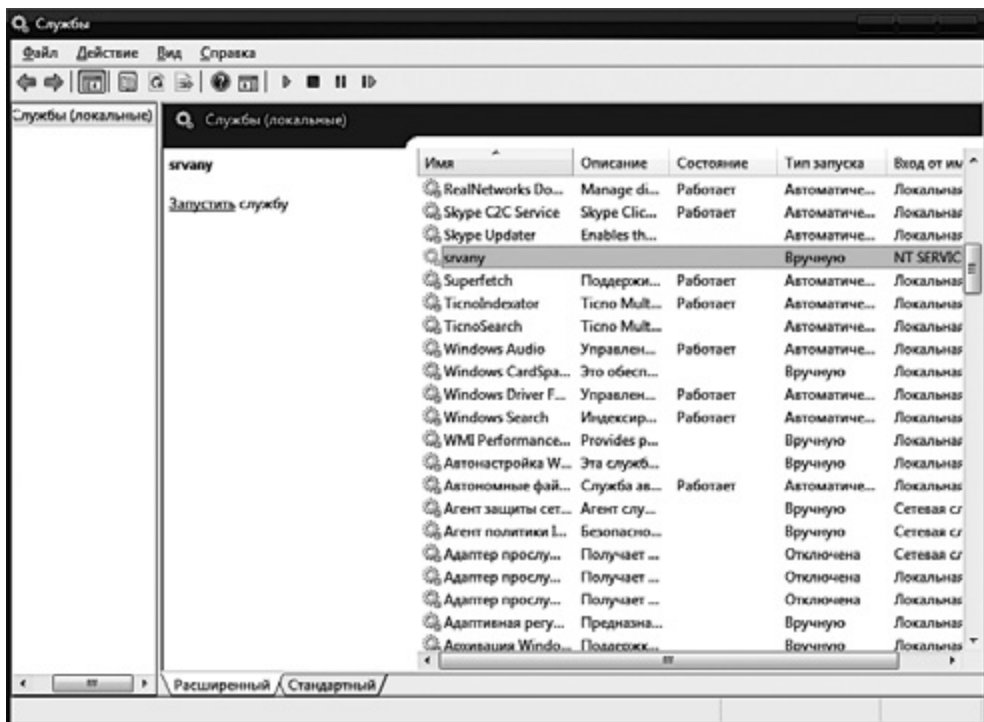 Службы
Файл Действие Вид Справка
Службы (локальные)
Службы (локальные)
srvany
Запустить службу
Имя Описание Состояние Тип запуска Вход от им
RealNetworks Do... Manage di... Работает Автоматиче... Локальная
Skype C2C Service Skype Clic... Работает Автоматиче... Локальная
Skype Updater Enables th... Автоматиче... Локальная
srvany Вручную NT SERVIC
Superfetch Поддержи... Работает Автоматиче... Локальная
TicnoIndexator Ticno Mult... Работает Автоматиче... Локальная
TicnoSearch Ticno Mult... Автоматиче... Локальная
Windows Audio Управлен... Работает Автоматиче... Локальная
Windows CardSpa... Это обесп... Вручную Локальная
Windows Driver F... Управлен... Работает Автоматиче... Локальная
Windows Search Индексир... Работает Автоматиче... Локальная
WMI Performance... Provides p... Вручную Локальная
Автонастройка W... Эта служб... Вручную Локальная
Автономные фай... Служба ав... Работает Автоматиче... Локальная
Агент защиты сет... Агент слу... Вручную Сетевая сл
Агент политики I... Безопасно... Вручную Сетевая сл
Адаптер прослу... Получает ... Отключена Сетевая сл
Адаптер прослу... Получает ... Отключена Локальная
Адаптер прослу... Получает ... Отключена Локальная
Адаптивная регу... Предназна... Вручную Локальная
Архивация Windo... Поддержк... Вручную Локальная
Расширенный Стандартный